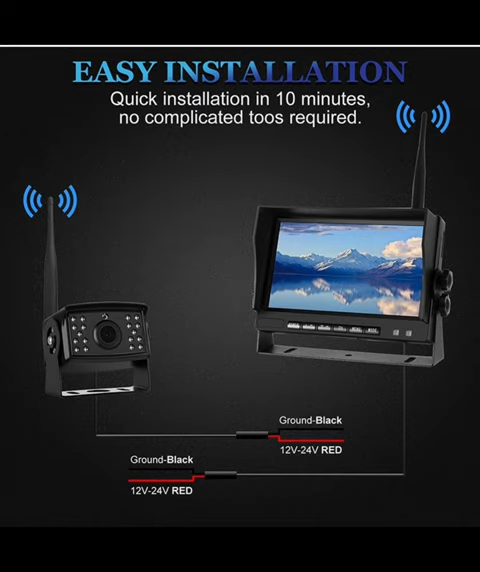 EASY INSTALLATION
Quick installation in 10 minutes,
no complicated toos required.
Ground-Black
12V-24V RED
Ground-Black
12V-24V RED